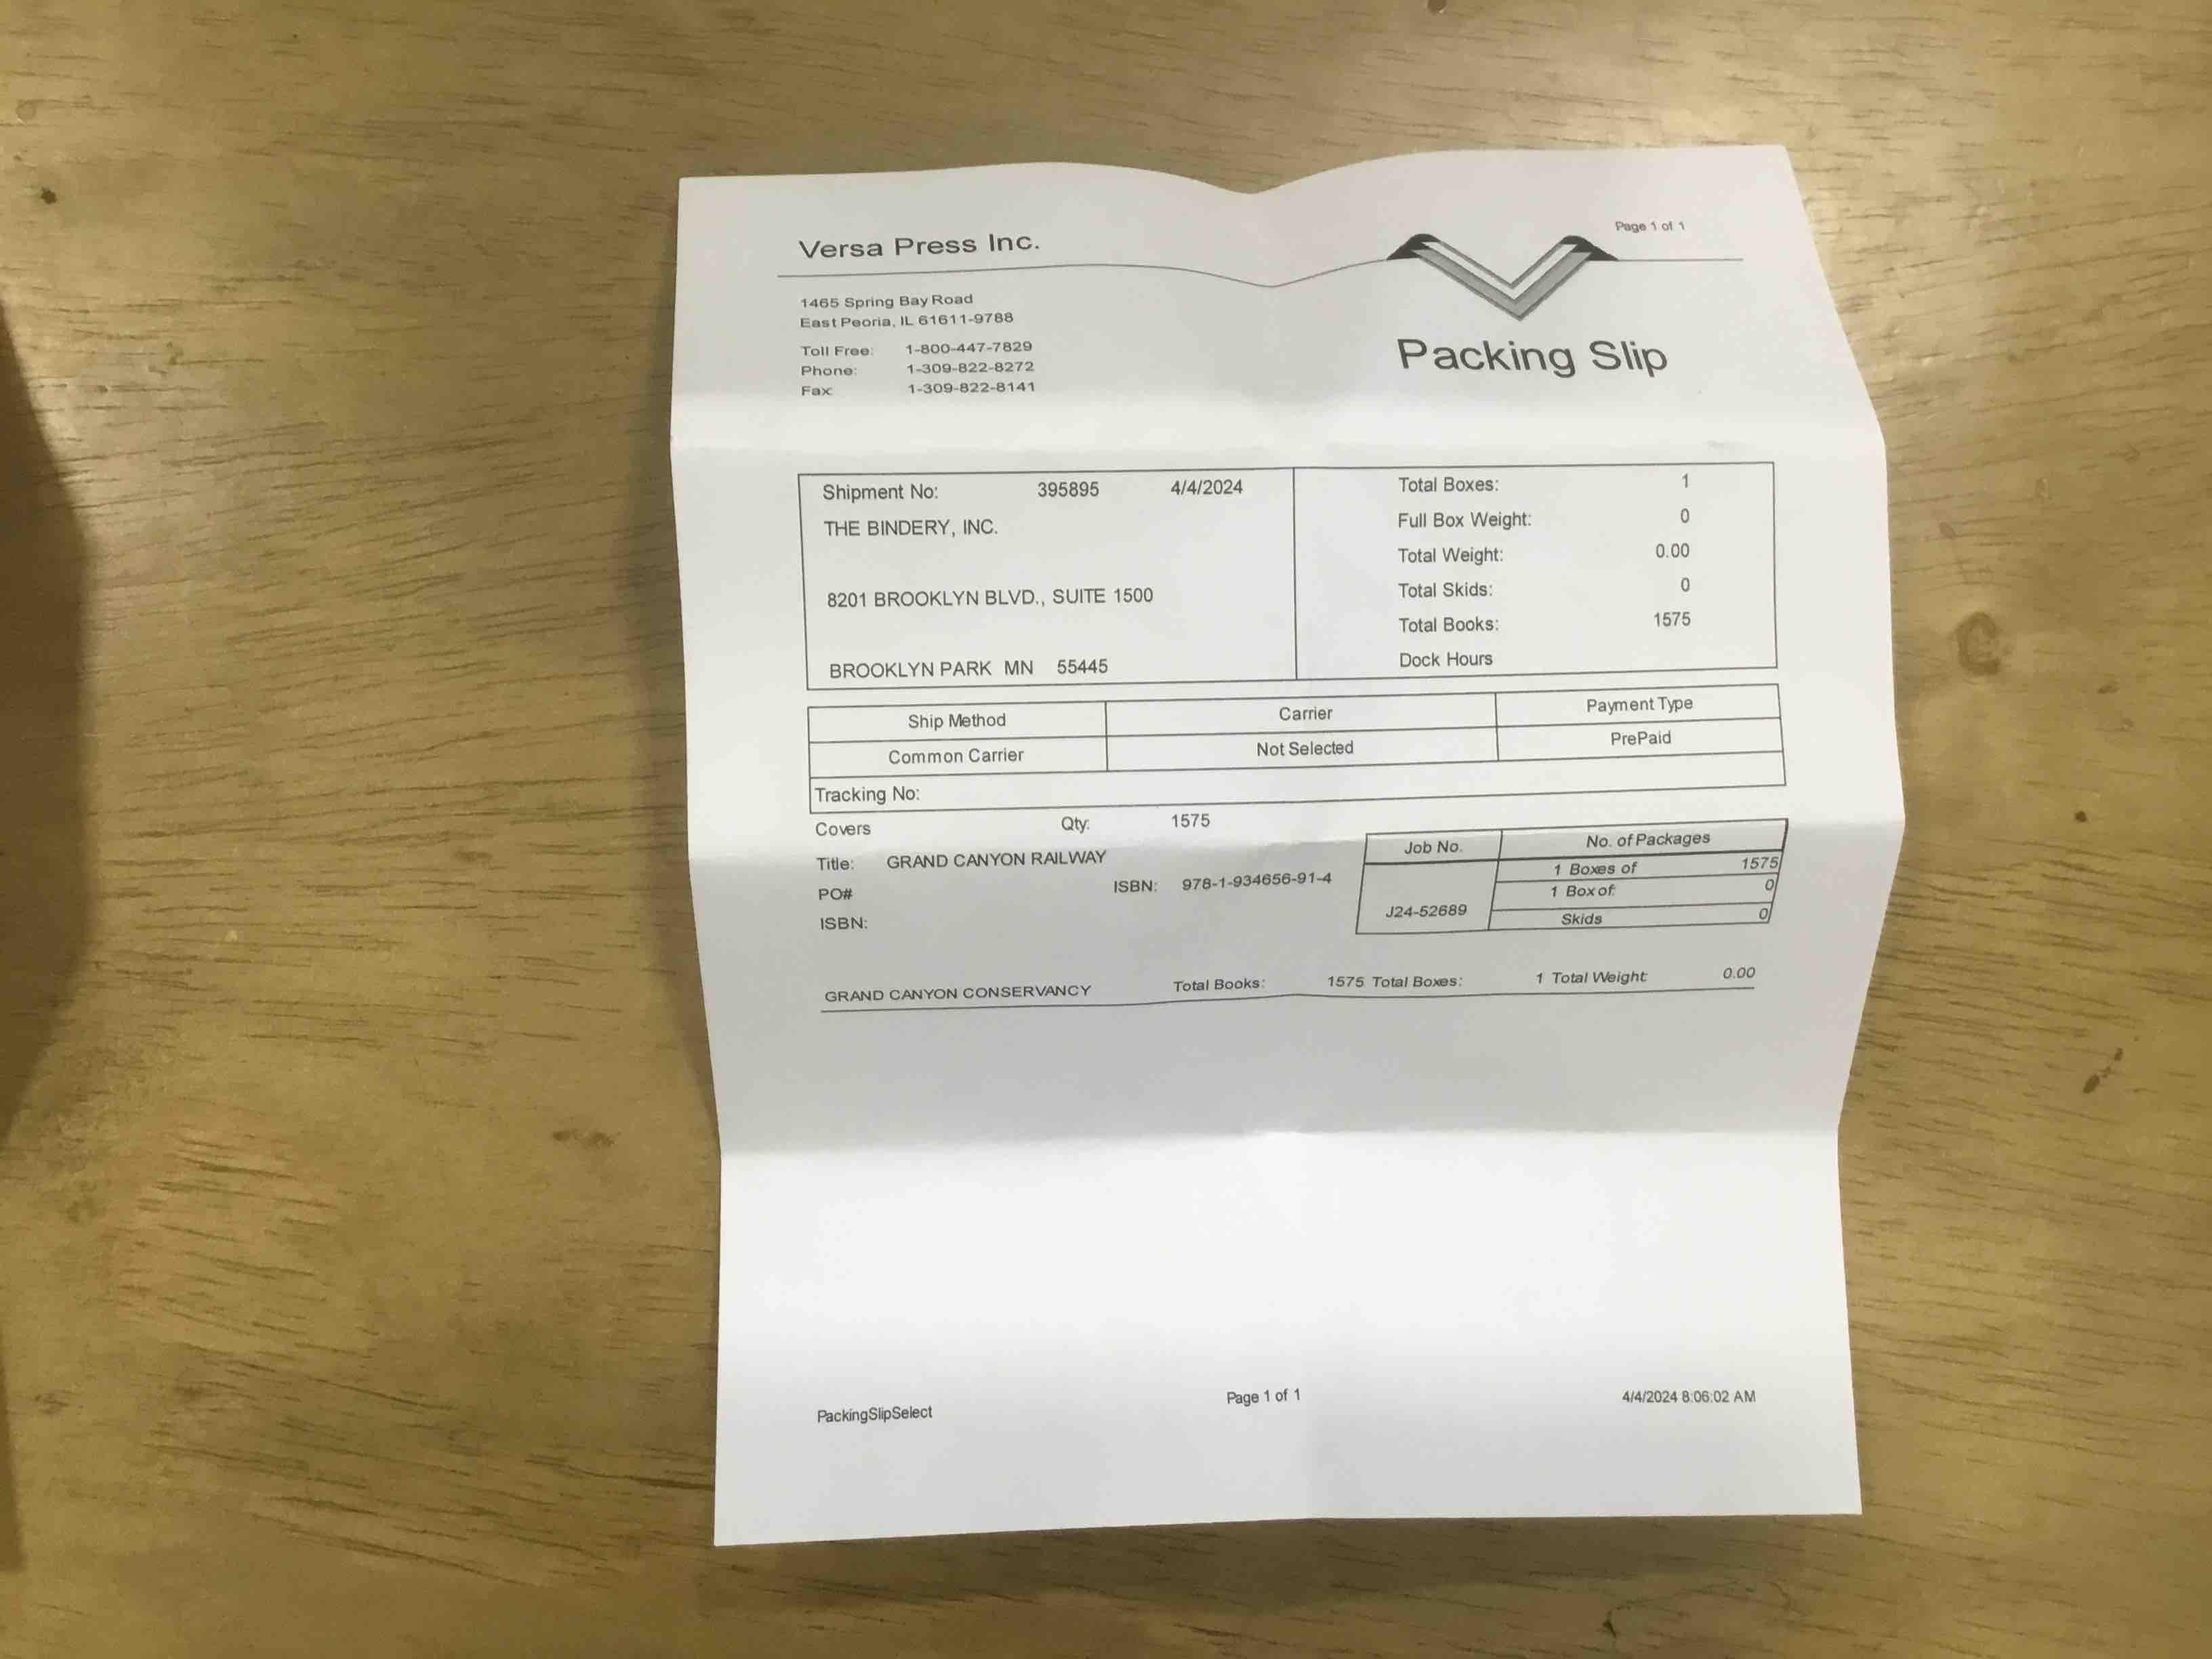 Page 1 of 1
Versa Press Inc.
1465 Spring Bay Road
East Peoria, IL 61611-9788
Toll Free: 1-800-447-7829
Phone: 1-309-822-8272
Fax: 1-309-822-8141
Packing Slip
Shipment No: 395895 4/4/2024
THE BINDERY, INC.
8201 BROOKLYN BLVD., SUITE 1500
BROOKLYN PARK MN 55445
Total Boxes: 1
Full Box Weight: 0
Total Weight: 0.00
Total Skids: 0
Total Books: 1575
Dock Hours
Ship Method Carrier Payment Type
Common Carrier Not Selected PrePaid
Tracking No:
Covers Qty: 1575
Title: GRAND CANYON RAILWAY
PO# ISBN: 978-1-934656-91-4
ISBN:
Job No. No. of Packages
J24-52689
1 Boxes of 1575
1 Box of: 0
Skids 0
GRAND CANYON CONSERVANCY Total Books: 1575 Total Boxes: 1 Total Weight: 0.00
PackingSlipSelect Page 1 of 1 4/4/2024 8:06:02 AM